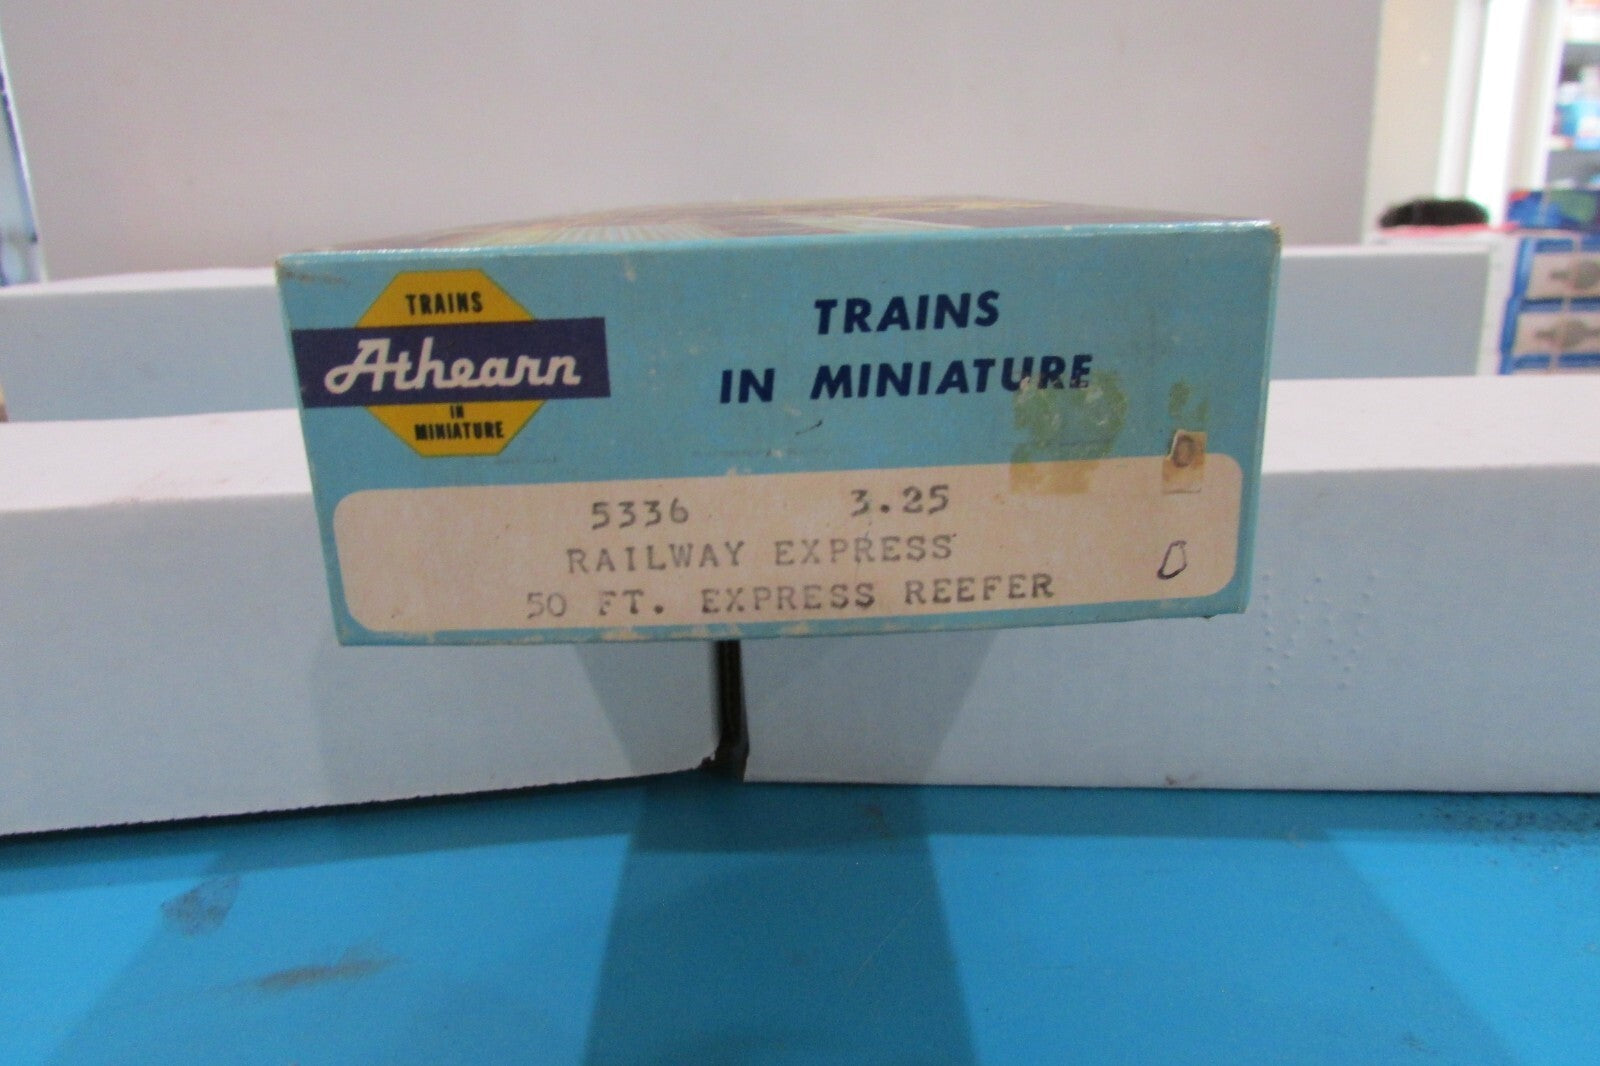 TRAINS
Athearn
IN
MINIATURE
TRAINS
IN MINIATURE
5336 3.25
RAILWAY EXPRESS
50 FT. EXPRESS REEFER